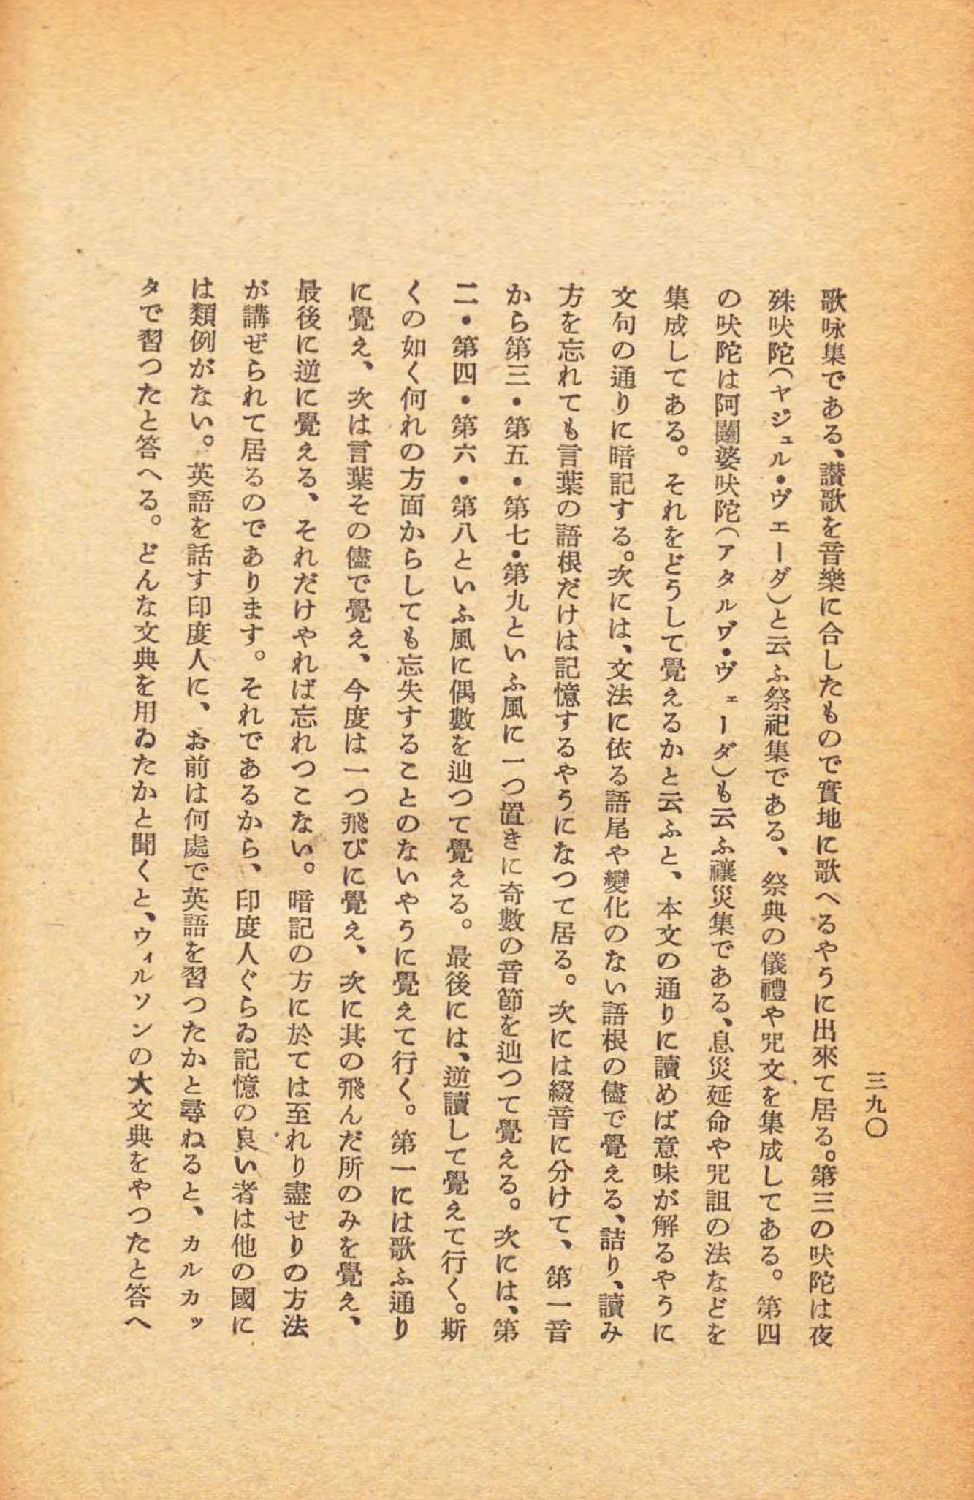 三九〇
歌咏集である、讃歌を音樂に合したもので實地に歌へるやうに出來て居る。第三の吠陀は夜
殊吠陀(ヤジュル・ヴェーダ)と云ふ祭祀集である、祭典の儀禮や咒文を集成してある。第四
の吠陀は阿闥婆吠陀(アタルヷ・ヴェーダ)も云ふ禳災集である、息災延命や咒詛の法などを
集成してある。それをどうして覺えるかと云ふと、本文の通りに讀めば意味が解るやうに
文句の通りに暗記する。次には、文法に依る語尾や變化のない語根の儘で覺える、詰り、讀み
方を忘れても言葉の語根だけは記憶するやうになつて居る。次には綴音に分けて、第一音
から第三・第五・第七・第九といふ風に一つ置きに奇數の音節を辿つて覺える。次には、第
二・第四・第六・第八といふ風に偶數を辿つて覺える。最後には、逆讀して覺えて行く。斯
くの如く何れの方面からしても忘失することのないやうに覺えて行く。第一には歌ふ通り
に覺え、次は言葉その儘で覺え、今度は一つ飛びに覺え、次に其の飛んだ所のみを覺え、
最後に逆に覺える、それだけやれば忘れつこない。暗記の方に於ては至れり盡せりの方法
が講ぜられて居るのであります。それであるから、印度人ぐらゐ記憶の良い者は他の國に
は類例がない。英語を話す印度人に、お前は何處で英語を習つたかと尋ねると、カルカッ
タで習つたと答へる。どんな文典を用ゐたかと聞くと、ウィルソンの大文典をやつたと答へ